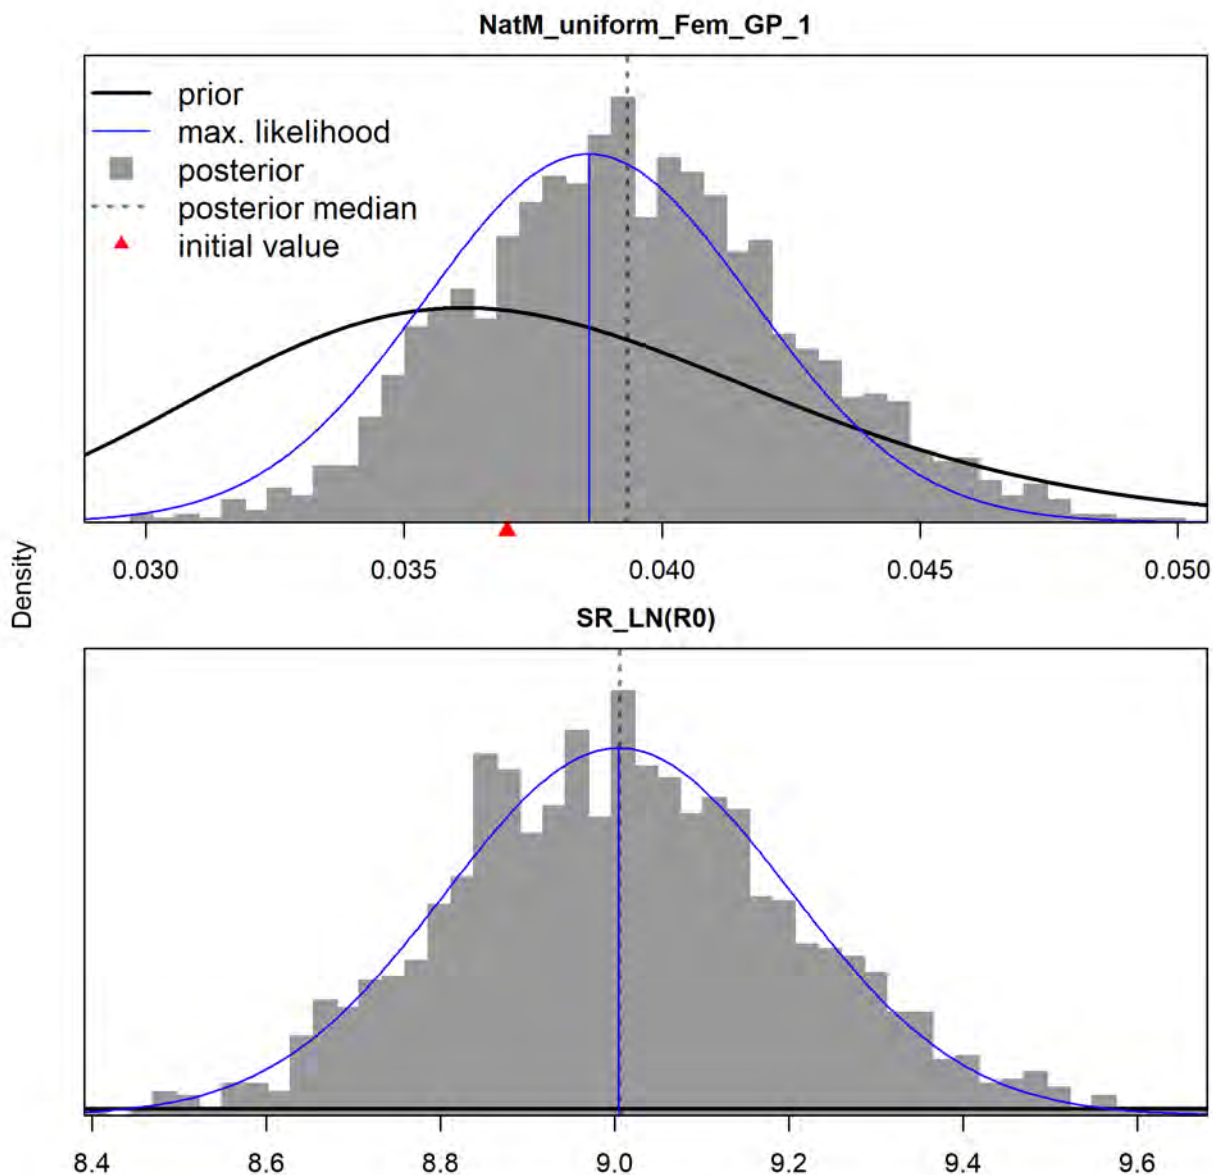 NatM_uniform_Fem_GP_1
prior
max. likelihood
posterior
posterior median
initial value
0.030 0.035 0.040 0.045 0.050
Density
SR_LN(R0)
8.4 8.6 8.8 9.0 9.2 9.4 9.6